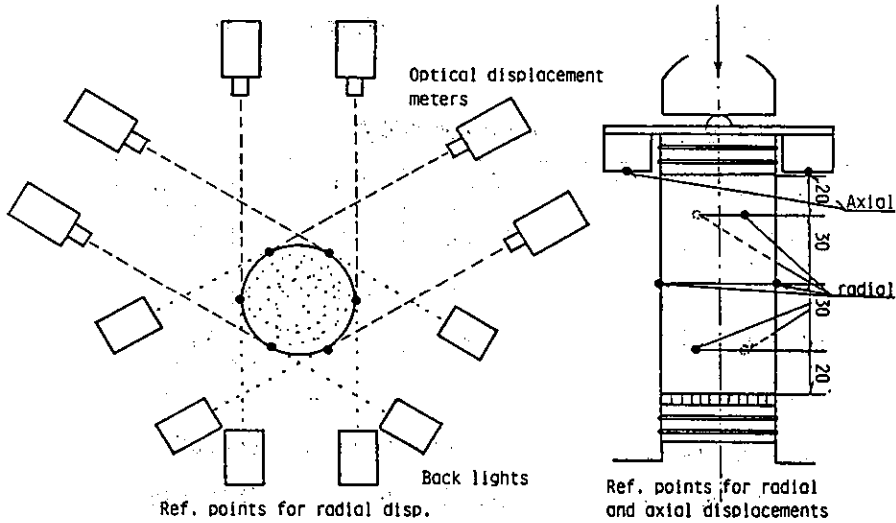 Optical displacement
meters
Back lights
Ref. points for radial disp.
20
Axial
30
radial
30
20
Ref. points for radial
and axial displacements